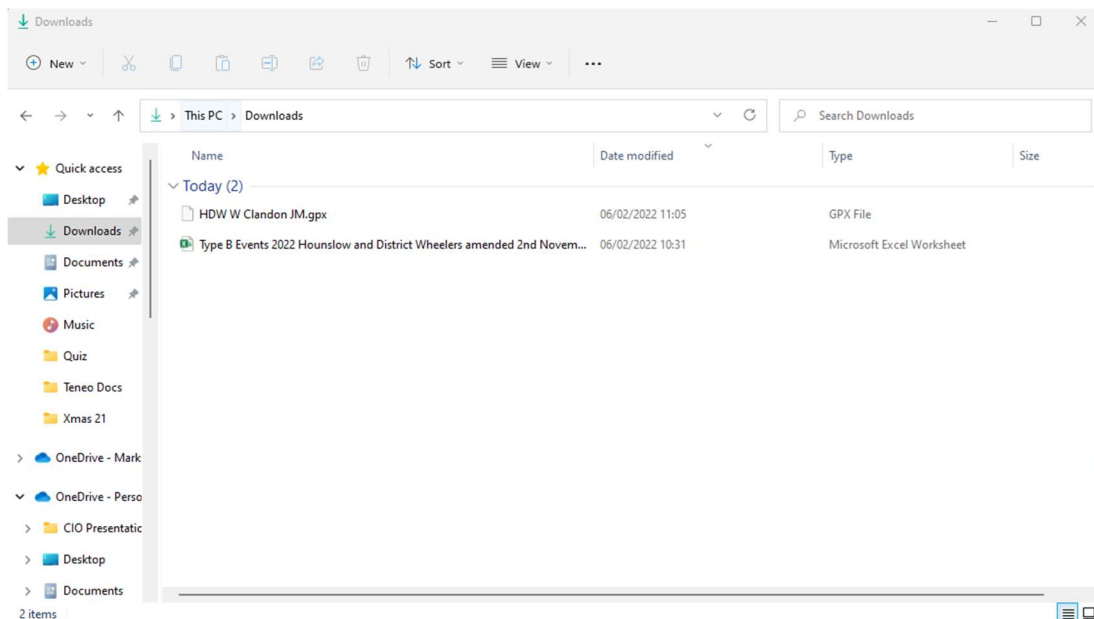 Downloads
New Sort View
This PC > Downloads
Search Downloads
Name Date modified Type Size
Quick access
Today (2)
Desktop
HDW W Clandon JM.gpx 06/02/2022 11:05 GPX File
Downloads
Type B Events 2022 Hounslow and District Wheelers amended 2nd Novem... 06/02/2022 10:31 Microsoft Excel Worksheet
Documents
Pictures
Music
Quiz
Teneo Docs
Xmas 21
OneDrive - Mark
OneDrive - Perso
CIO Presentatic
Desktop
Documents
2 items